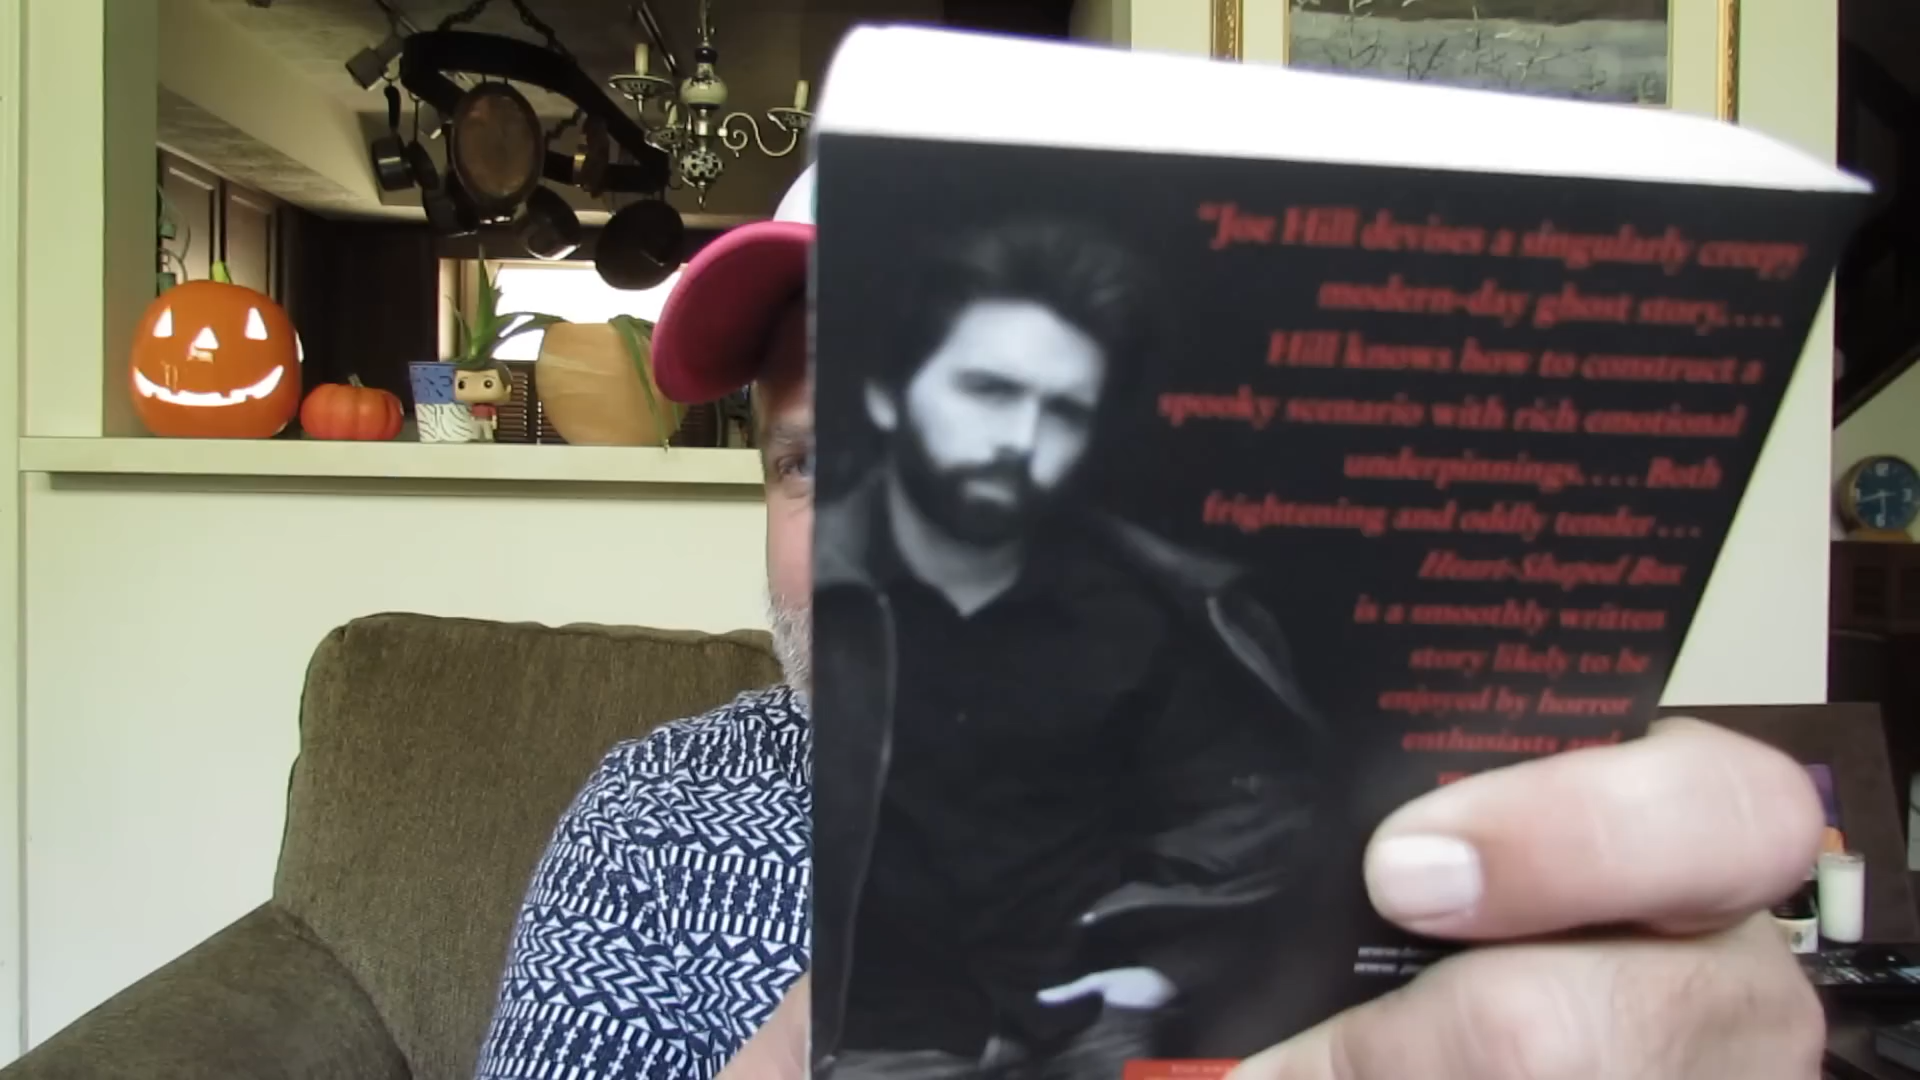 "Joe Hill devises a singularly creepy
modern-day ghost story....
Hill knows how to construct a
spooky scenario with rich emotional
underpinnings.... Both
frightening and oddly tender...
Heart-Shaped Box
is a smoothly written
story likely to be
enjoyed by horror
enthusiasts and